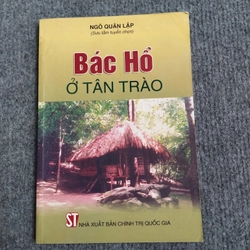 NGÔ QUÂN LẬP
(Sưu tầm tuyển chọn)
Bác Hồ
Ở TÂN TRÀO
ST NHÀ XUẤT BẢN CHÍNH TRỊ QUỐC GIA